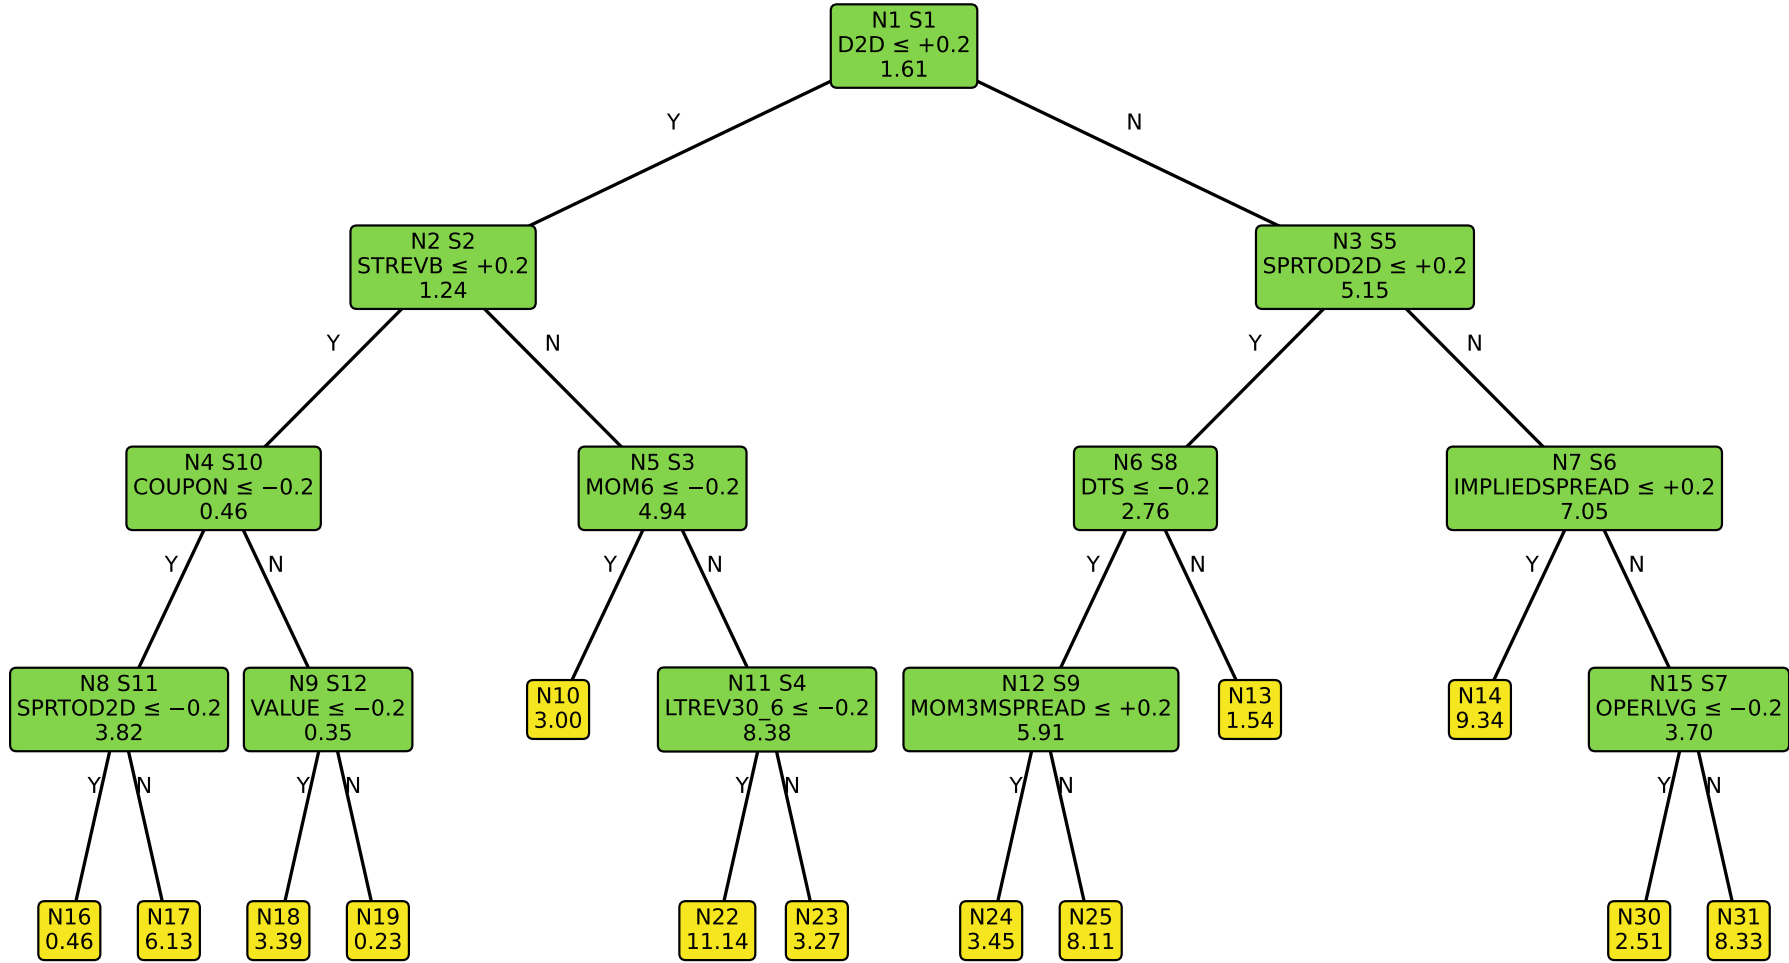 N1 S1
D2D ≤ +0.2
1.61
Y
N
N2 S2
STREVB ≤ +0.2
1.24
N3 S5
SPRTOD2D ≤ +0.2
5.15
Y
N
Y
N
N4 S10
COUPON ≤ −0.2
0.46
N5 S3
MOM6 ≤ −0.2
4.94
N6 S8
DTS ≤ −0.2
2.76
N7 S6
IMPLIEDSPREAD ≤ +0.2
7.05
Y
N
Y
N
Y
N
Y
N
N8 S11
SPRTOD2D ≤ −0.2
3.82
N9 S12
VALUE ≤ −0.2
0.35
N10
3.00
N11 S4
LTREV30_6 ≤ −0.2
8.38
N12 S9
MOM3MSPREAD ≤ +0.2
5.91
N13
1.54
N14
9.34
N15 S7
OPERLVG ≤ −0.2
3.70
Y
N
Y
N
Y
N
Y
N
Y
N
N16
0.46
N17
6.13
N18
3.39
N19
0.23
N22
11.14
N23
3.27
N24
3.45
N25
8.11
N30
2.51
N31
8.33